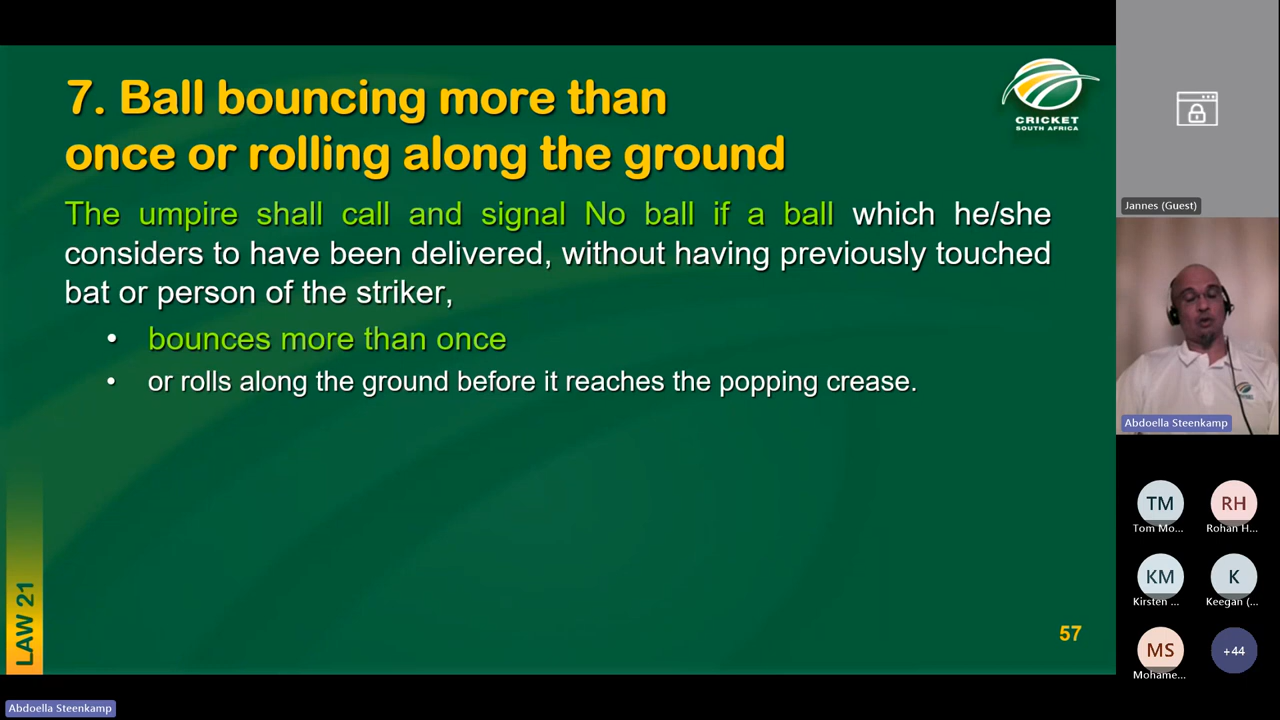 7. Ball bouncing more than
once or rolling along the ground
CRICKET
SOUTH AFRICA
The umpire shall call and signal No ball if a ball which he/she
considers to have been delivered, without having previously touched
bat or person of the striker,
• bounces more than once
• or rolls along the ground before it reaches the popping crease.
LAW 21
57
Abdoella Steenkamp
Jannes (Guest)
Abdoella Steenkamp
TM
Tom Mo...
RH
Rohan H...
KM
Kirsten ...
K
Keegan (...
MS
Mohame...
+44